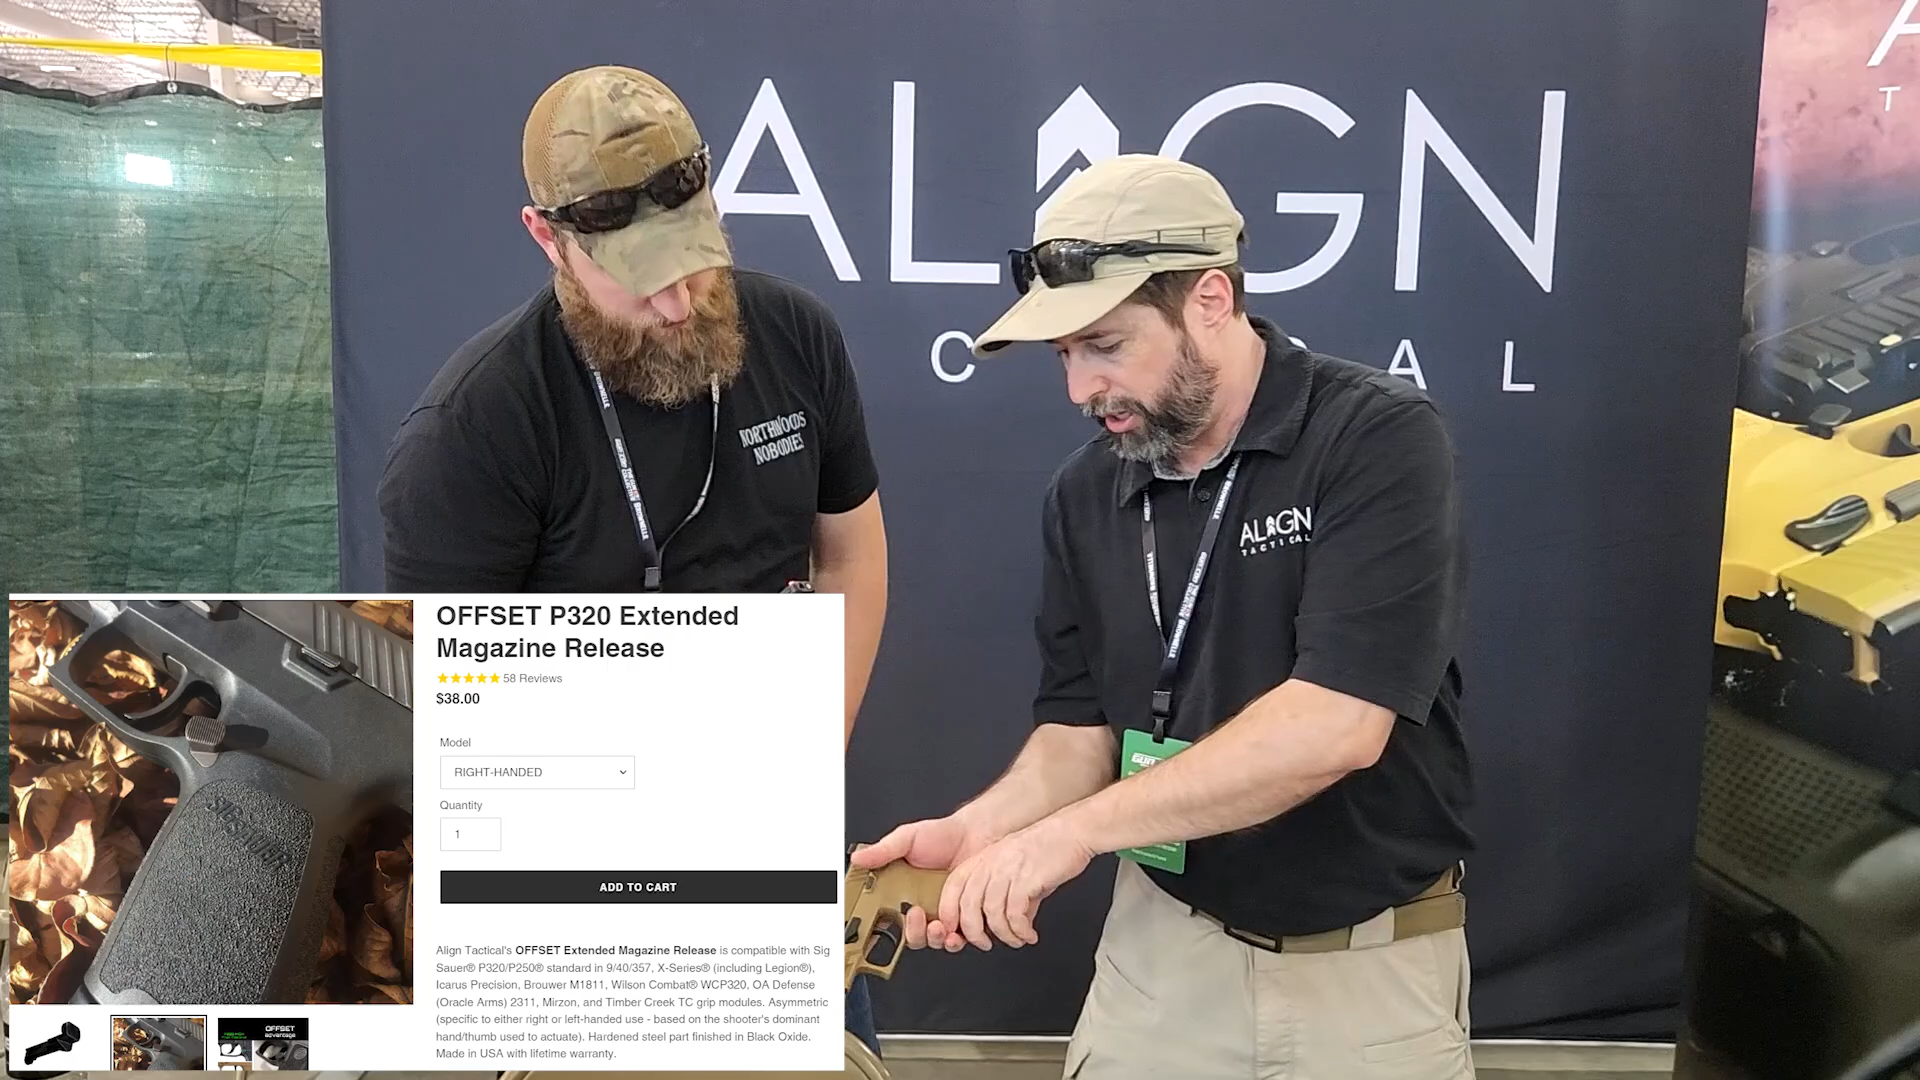 ALIGN
T
C
CAL
NORTHWOODS
NOBODIES
ALIGN
TACTICAL
BROWNELLS
GUN
OFFSET P320 Extended
Magazine Release
58 Reviews
$38.00
Model
RIGHT-HANDED
Quantity
1
ADD TO CART
Align Tactical's OFFSET Extended Magazine Release is compatible with Sig
Sauer® P320/P250® standard in 9/40/357, X-Series® (including Legion®),
Icarus Precision, Brouwer M1811, Wilson Combat® WCP320, OA Defense
(Oracle Arms) 2311, Mirzon, and Timber Creek TC grip modules. Asymmetric
(specific to either right or left-handed use - based on the shooter's dominant
hand/thumb used to actuate). Hardened steel part finished in Black Oxide.
Made in USA with lifetime warranty.
SIG SAUER
OFFSET
advantage